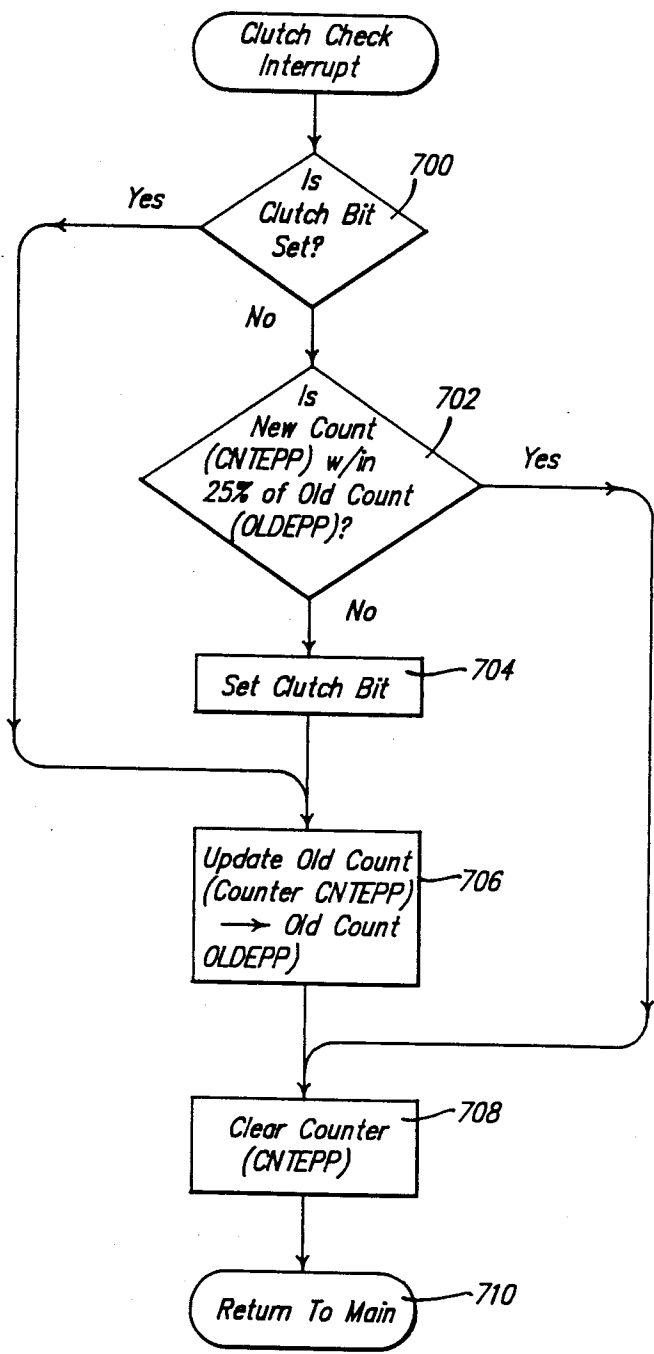 Clutch Check
Interrupt
700
Is
Clutch Bit
Set?
Yes
No
702
Is
New Count
(CNTEPP) w/in
25% of Old Count
(OLDEPP)?
Yes
No
Set Clutch Bit
704
Update Old Count
(Counter CNTEPP)
→ Old Count
OLDEPP)
706
Clear Counter
(CNTEPP)
708
Return To Main
710